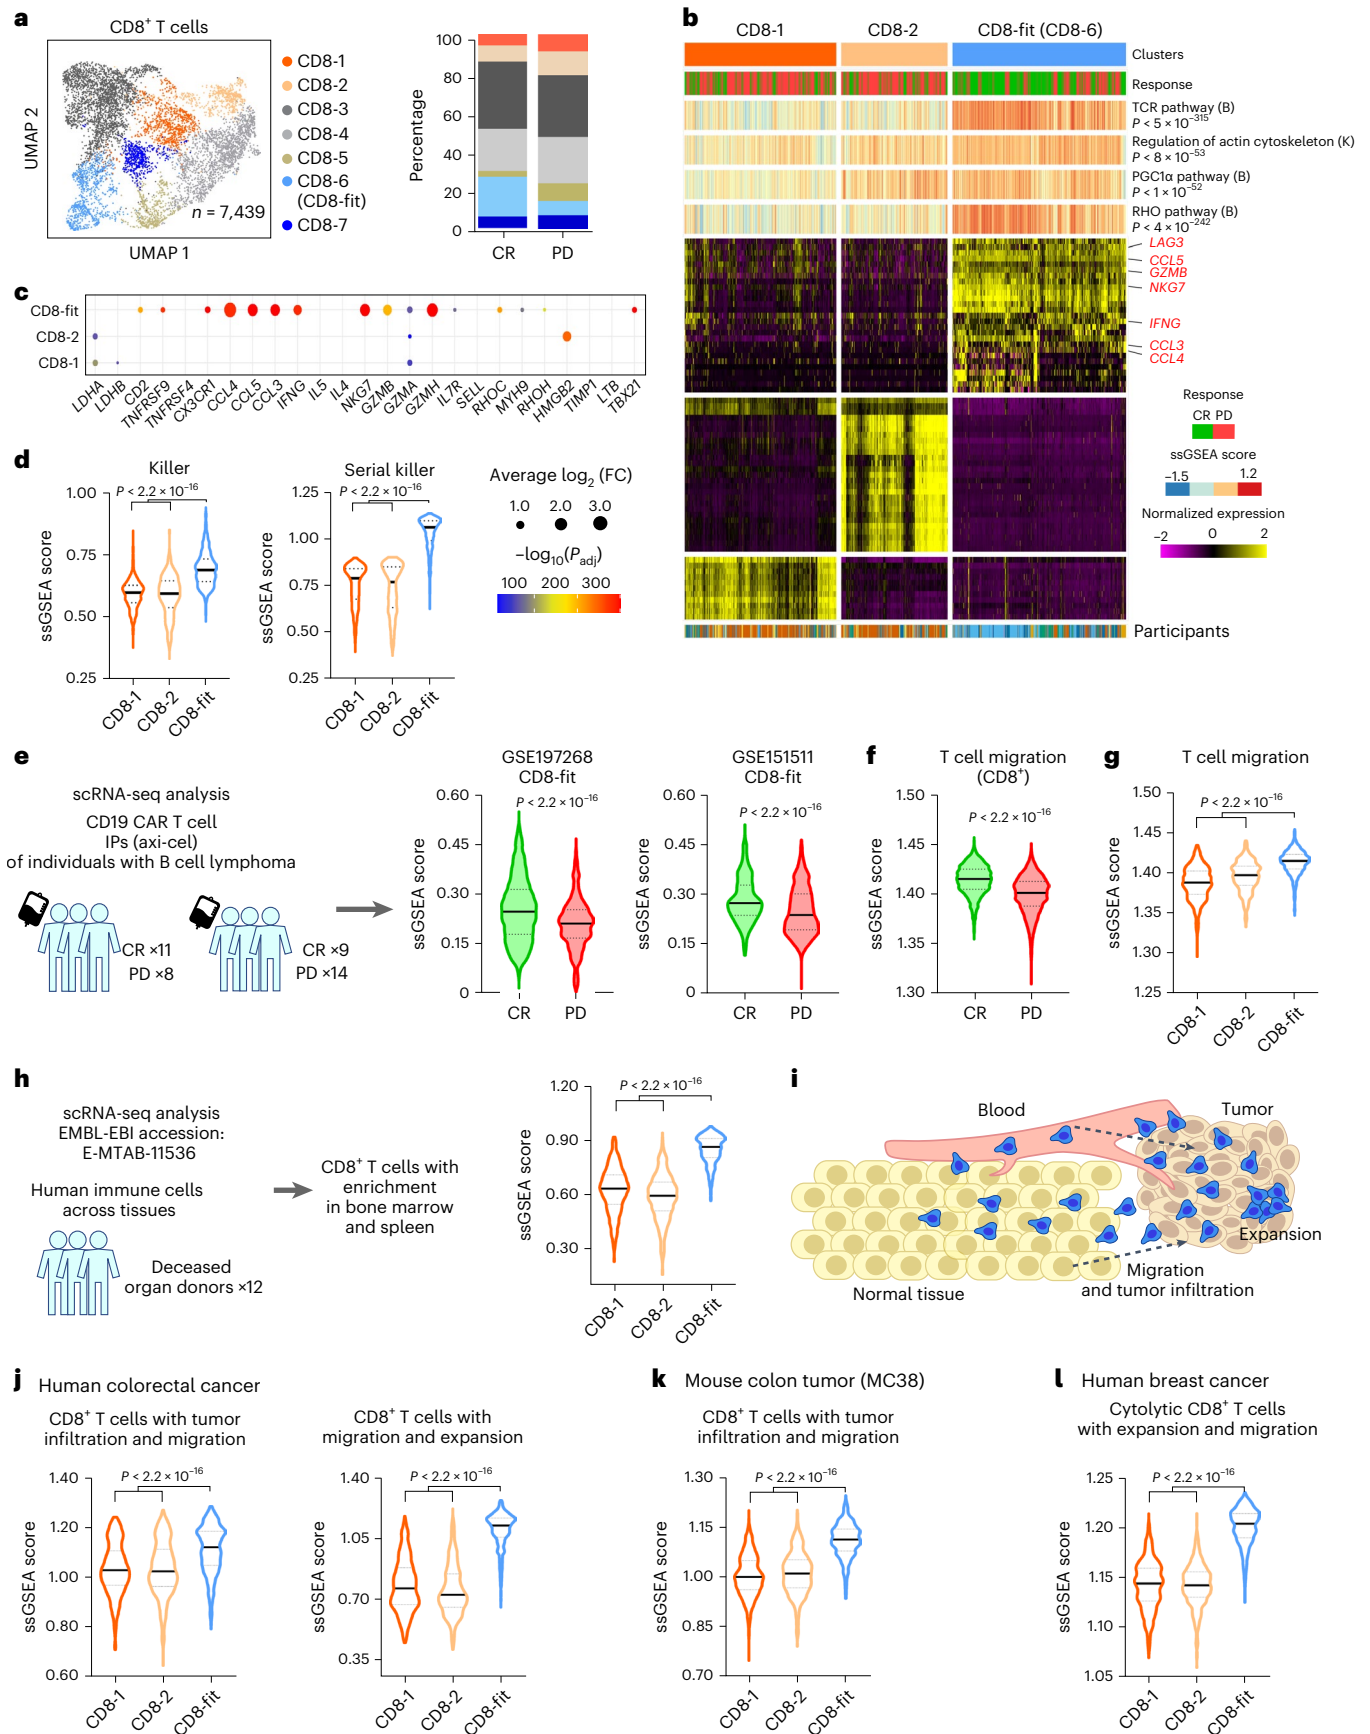 a
CD8⁺ T cells
UMAP 2
UMAP 1
n = 7,439
CD8-1
CD8-2
CD8-3
CD8-4
CD8-5
CD8-6
(CD8-fit)
CD8-7
Percentage
100
80
60
40
20
0
CR
PD
b
CD8-1
CD8-2
CD8-fit (CD8-6)
Clusters
Response
TCR pathway (B)
P < 5 × 10⁻³¹⁵
Regulation of actin cytoskeleton (K)
P < 8 × 10⁻⁵³
PGC1α pathway (B)
P < 1 × 10⁻⁵²
RHO pathway (B)
P < 4 × 10⁻²⁴²
LAG3
CCL5
GZMB
NKG7
IFNG
CCL3
CCL4
Response
CR PD
ssGSEA score
−1.5
1.2
Normalized expression
−2
0
2
Participants
c
CD8-fit
CD8-2
CD8-1
LDHA
LDHB
CD2
TNFRSF9
TNFRSF4
CX3CR1
CCL4
CCL5
CCL3
IFNG
IL5
IL4
NKG7
GZMB
GZMA
GZMH
IL7R
SELL
RHOC
MYH9
RHOH
HMGB2
TIMP1
LTB
TBX21
d
Killer
P < 2.2 × 10⁻¹⁶
ssGSEA score
1.00
0.75
0.50
0.25
CD8-1
CD8-2
CD8-fit
Serial killer
P < 2.2 × 10⁻¹⁶
ssGSEA score
1.25
1.00
0.75
0.50
0.25
CD8-1
CD8-2
CD8-fit
Average log₂ (FC)
1.0
2.0
3.0
−log₁₀(Padj)
100
200
300
e
scRNA-seq analysis
CD19 CAR T cell
IPs (axi-cel)
of individuals with B cell lymphoma
CR ×11
PD ×8
CR ×9
PD ×14
GSE197268
CD8-fit
P < 2.2 × 10⁻¹⁶
ssGSEA score
0.60
0.45
0.30
0.15
0
CR
PD
GSE151511
CD8-fit
P < 2.2 × 10⁻¹⁶
ssGSEA score
0.60
0.45
0.30
0.15
0
CR
PD
f
T cell migration
(CD8⁺)
P < 2.2 × 10⁻¹⁶
ssGSEA score
1.50
1.45
1.40
1.35
1.30
CR
PD
g
T cell migration
P < 2.2 × 10⁻¹⁶
ssGSEA score
1.50
1.45
1.40
1.35
1.30
1.25
CD8-1
CD8-2
CD8-fit
h
scRNA-seq analysis
EMBL-EBI accession:
E-MTAB-11536
Human immune cells
across tissues
Deceased
organ donors ×12
CD8⁺ T cells with
enrichment
in bone marrow
and spleen
P < 2.2 × 10⁻¹⁶
ssGSEA score
1.20
0.90
0.60
0.30
CD8-1
CD8-2
CD8-fit
i
Blood
Tumor
Expansion
Migration
and tumor infiltration
Normal tissue
j
Human colorectal cancer
CD8⁺ T cells with tumor
infiltration and migration
P < 2.2 × 10⁻¹⁶
ssGSEA score
1.40
1.20
1.00
0.80
0.60
CD8-1
CD8-2
CD8-fit
CD8⁺ T cells with
migration and expansion
P < 2.2 × 10⁻¹⁶
ssGSEA score
1.40
1.05
0.70
0.35
CD8-1
CD8-2
CD8-fit
k
Mouse colon tumor (MC38)
CD8⁺ T cells with tumor
infiltration and migration
P < 2.2 × 10⁻¹⁶
ssGSEA score
1.30
1.15
1.00
0.85
0.70
CD8-1
CD8-2
CD8-fit
l
Human breast cancer
Cytolytic CD8⁺ T cells
with expansion and migration
P < 2.2 × 10⁻¹⁶
ssGSEA score
1.25
1.20
1.15
1.10
1.05
CD8-1
CD8-2
CD8-fit